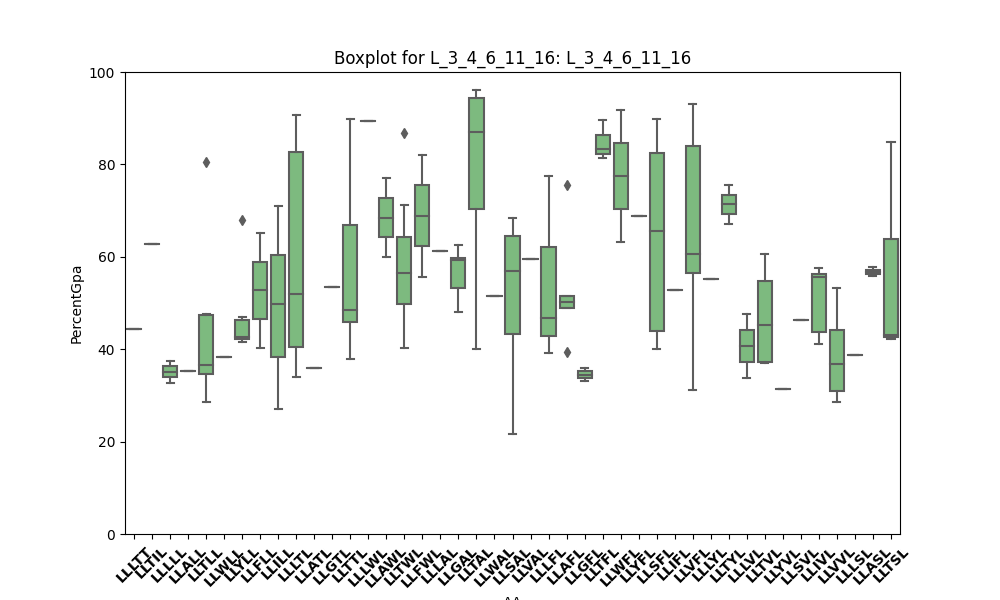 Boxplot for L_3_4_6_11_16: L_3_4_6_11_16
100
80
60
40
20
0
PercentGpa
LLLTT
LLTIL
LLLLL
LLALL
LLTLL
LLWLL
LLYLL
LLFLL
LLILL
LLLTL
LLATL
LLGTL
LLTTL
LLLWL
LLAWL
LLTWL
LLFWL
LLLAL
LLGAL
LLTAL
LLWAL
LLSAL
LLVAL
LLLFL
LLAFL
LLGFL
LLTFL
LLWFL
LLYFL
LLSFL
LLIFL
LLVFL
LLLYL
LLTYL
LLLVL
LLTVL
LLYVL
LLSVL
LLIVL
LLVVL
LLLSL
LLASL
LLTSL